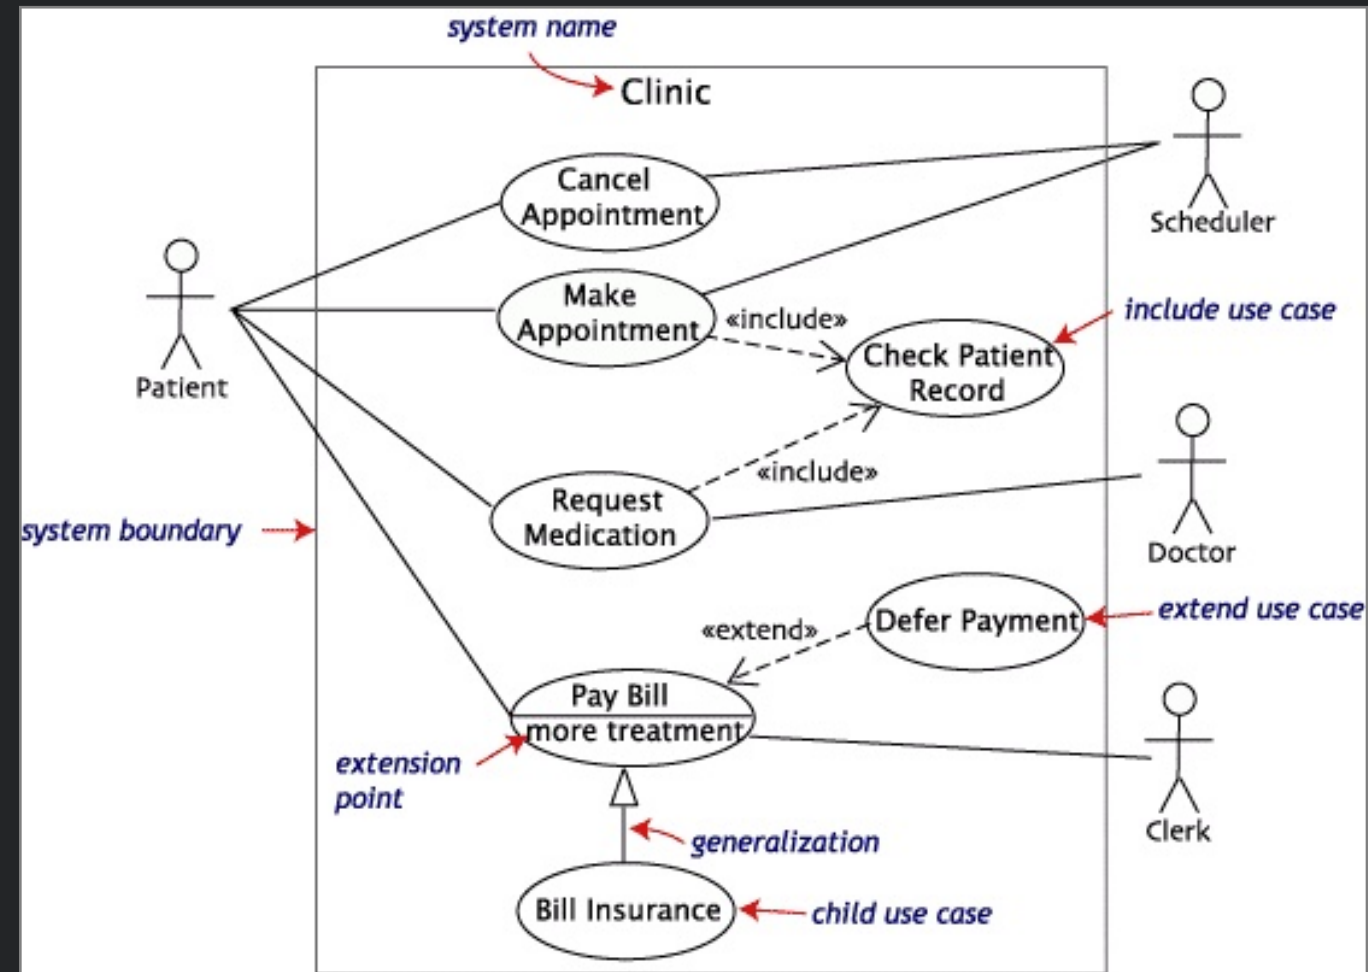 system name
Clinic
Cancel
Appointment
Scheduler
Make
Appointment
«include»
include use case
Check Patient
Record
Patient
«include»
Request
Medication
system boundary
Doctor
Defer Payment
extend use case
«extend»
Pay Bill
more treatment
extension
point
Clerk
generalization
Bill Insurance
child use case